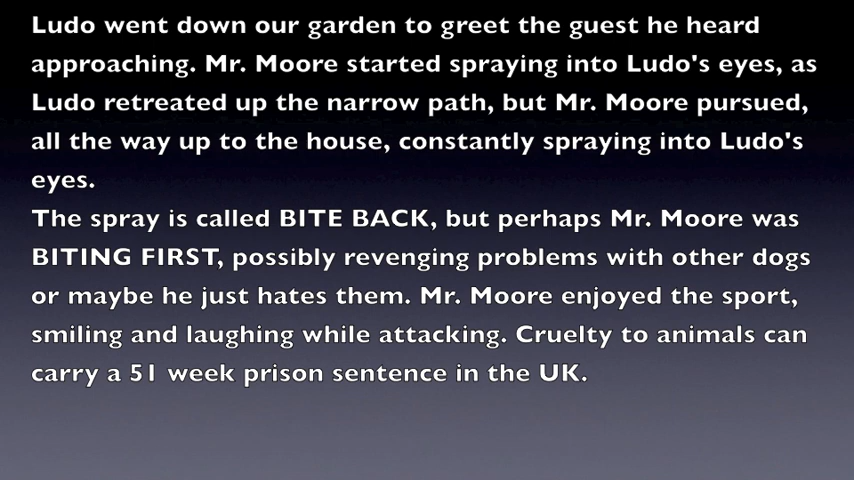 Ludo went down our garden to greet the guest he heard
approaching. Mr. Moore started spraying into Ludo's eyes, as
Ludo retreated up the narrow path, but Mr. Moore pursued,
all the way up to the house, constantly spraying into Ludo's
eyes.
The spray is called BITE BACK, but perhaps Mr. Moore was
BITING FIRST, possibly revenging problems with other dogs
or maybe he just hates them. Mr. Moore enjoyed the sport,
smiling and laughing while attacking. Cruelty to animals can
carry a 51 week prison sentence in the UK.